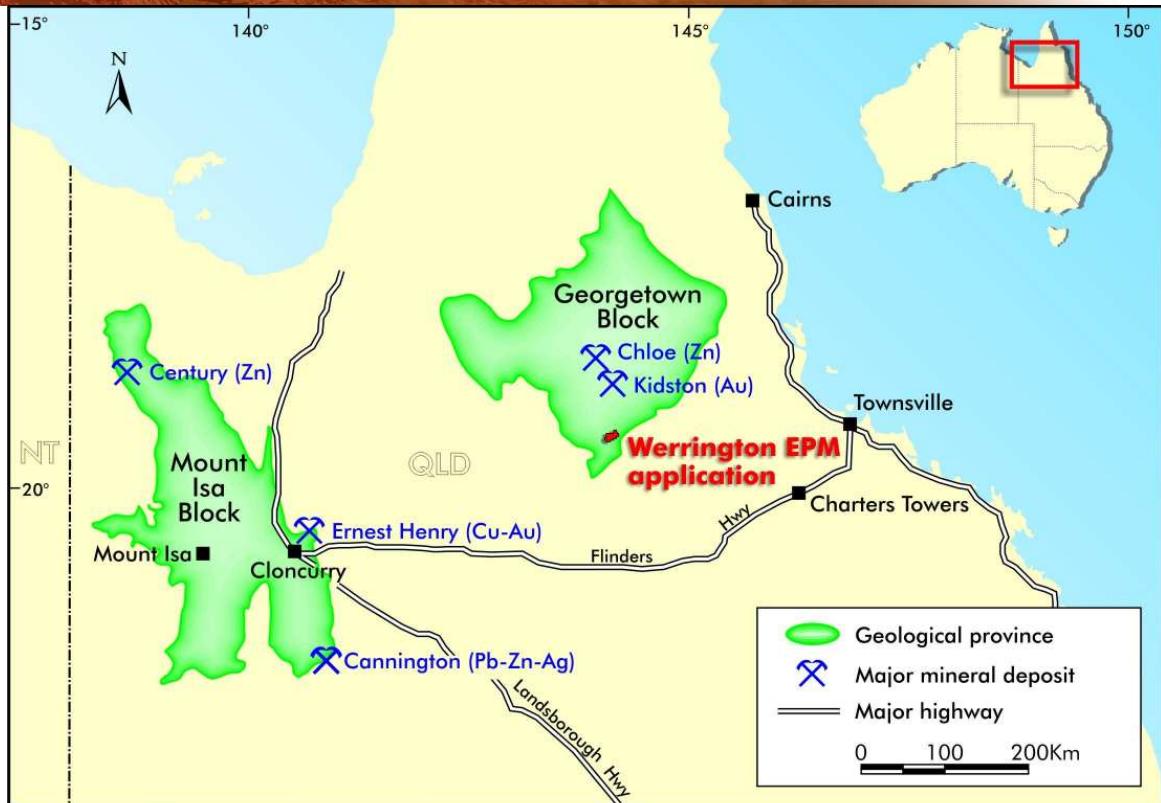 -15°
140°
145°
150°
N
Cairns
Georgetown
Block
Chloe (Zn)
Kidston (Au)
Century (Zn)
Townsville
Werrington EPM
application
NT
QLD
Mount
Isa
Block
20°
Charters Towers
Hwy
Ernest Henry (Cu-Au)
Flinders
Mount Isa
Cloncurry
Cannington (Pb-Zn-Ag)
Landsborough Hwy
Geological province
Major mineral deposit
Major highway
0 100 200Km